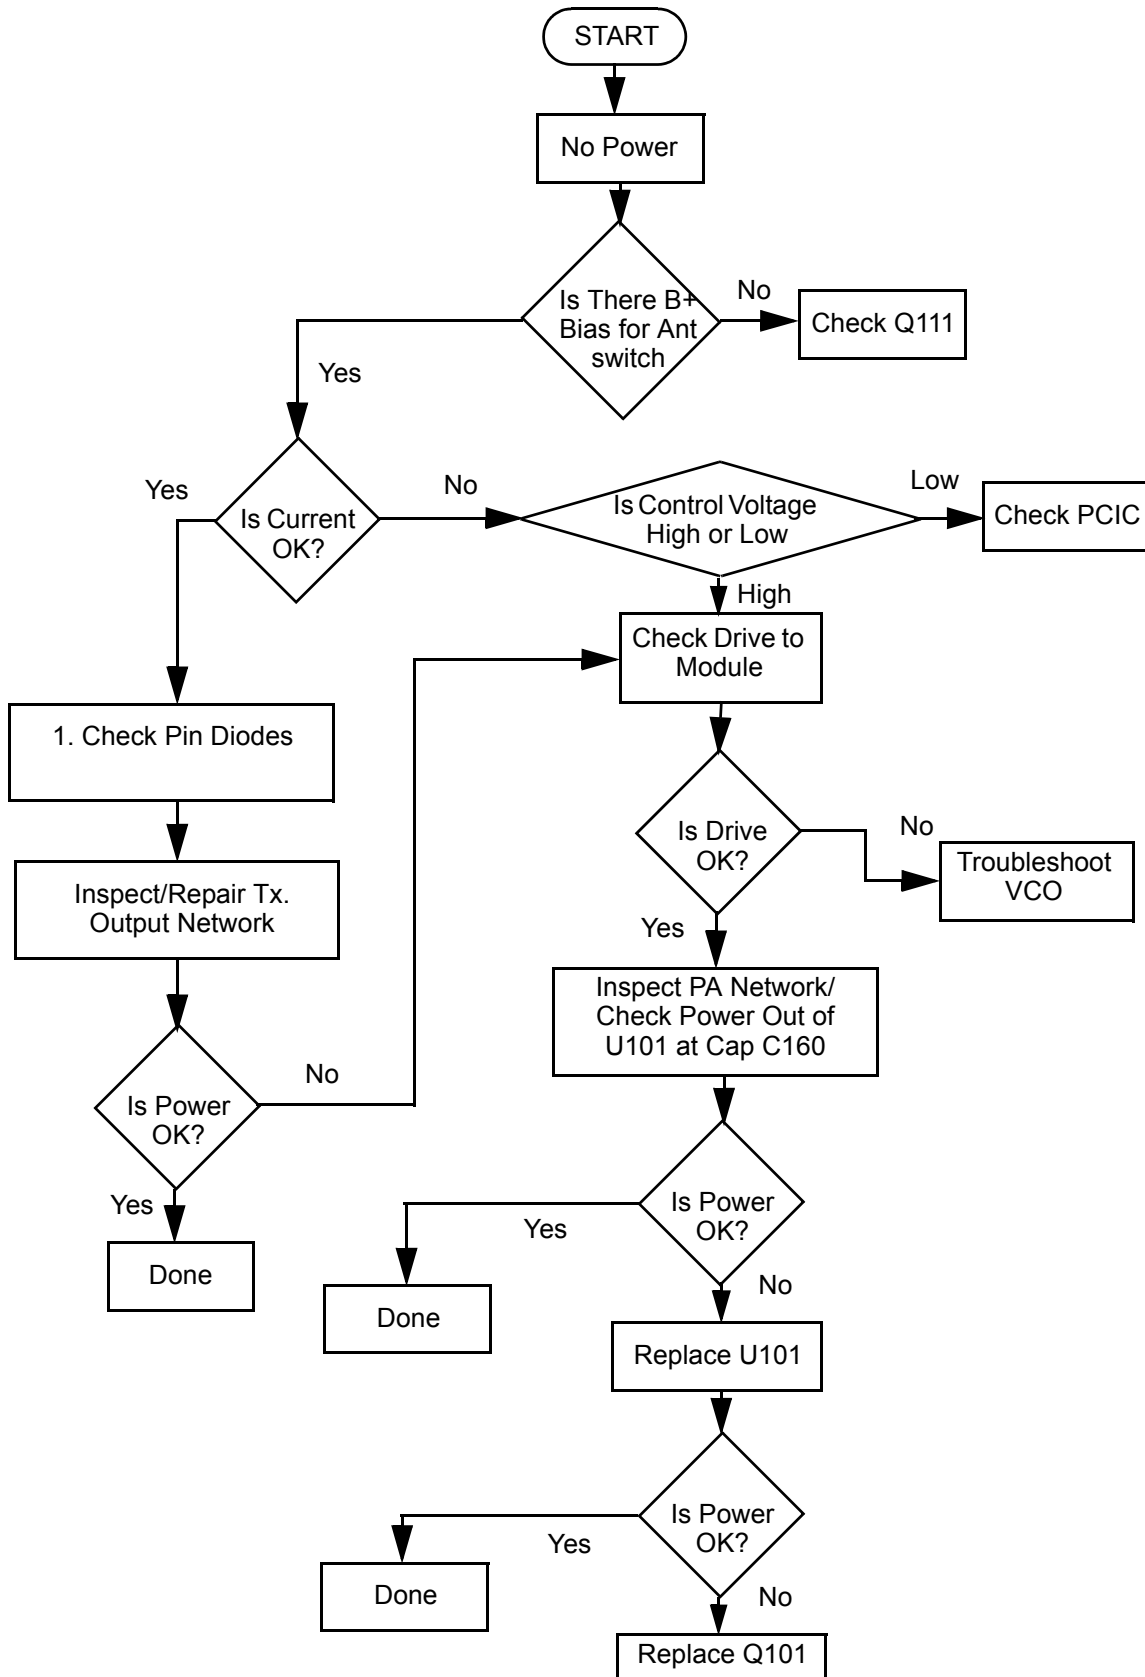 START
No Power
Is There B+
Bias for Ant
switch
No
Check Q111
Yes
Is Current
OK?
Yes
No
Is Control Voltage
High or Low
Low
Check PCIC
High
Check Drive to
Module
1. Check Pin Diodes
Is Drive
OK?
No
Troubleshoot
VCO
Inspect/Repair Tx.
Output Network
Yes
Inspect PA Network/
Check Power Out of
U101 at Cap C160
Is Power
OK?
No
Yes
Done
Is Power
OK?
Yes
Done
No
Replace U101
Is Power
OK?
Yes
Done
No
Replace Q101